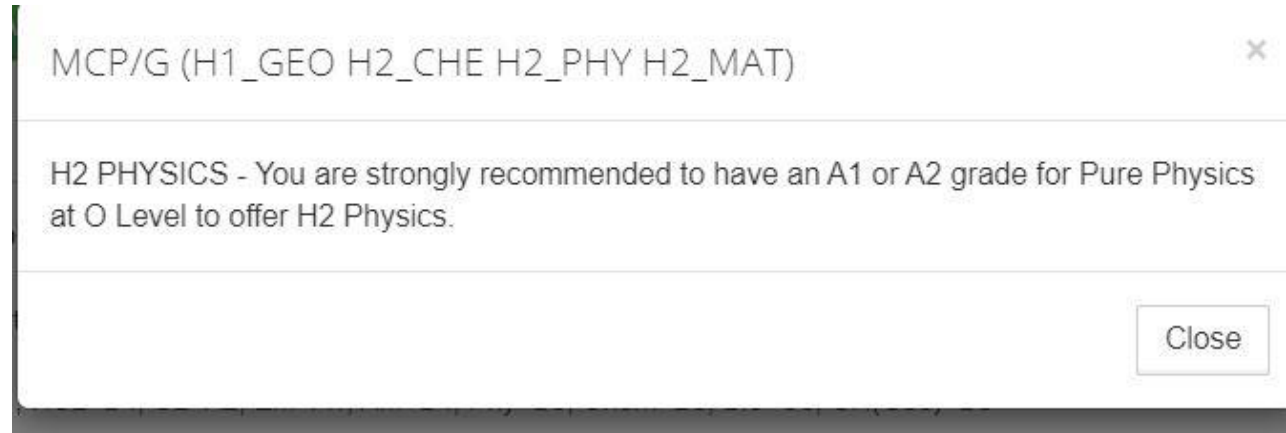 MCP/G (H1_GEO H2_CHE H2_PHY H2_MAT)
×
H2 PHYSICS - You are strongly recommended to have an A1 or A2 grade for Pure Physics
at O Level to offer H2 Physics.
Close